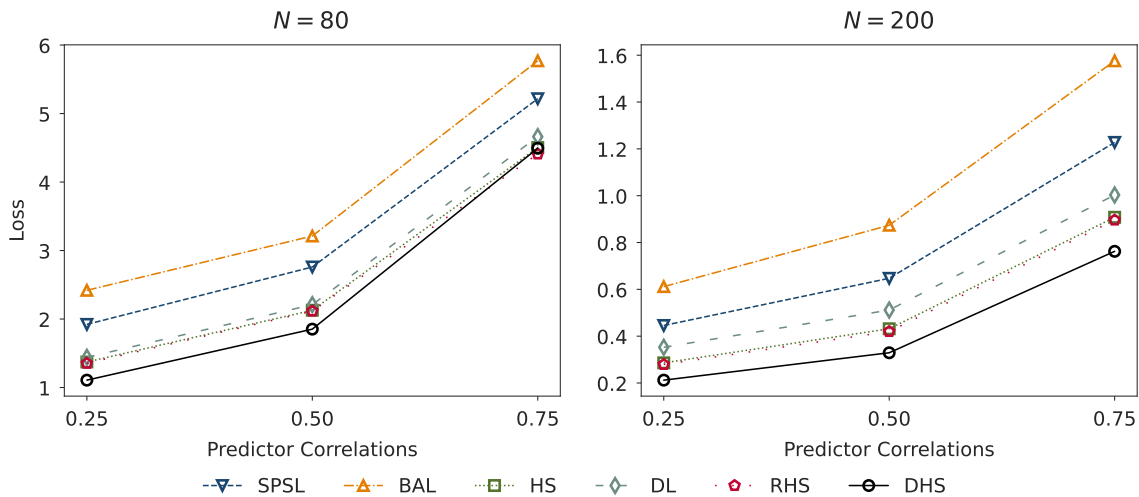 N = 80
N = 200
6
5
4
3
2
1
Loss
0.25 0.50 0.75
Predictor Correlations
1.6
1.4
1.2
1.0
0.8
0.6
0.4
0.2
0.25 0.50 0.75
Predictor Correlations
SPSL BAL HS DL RHS DHS